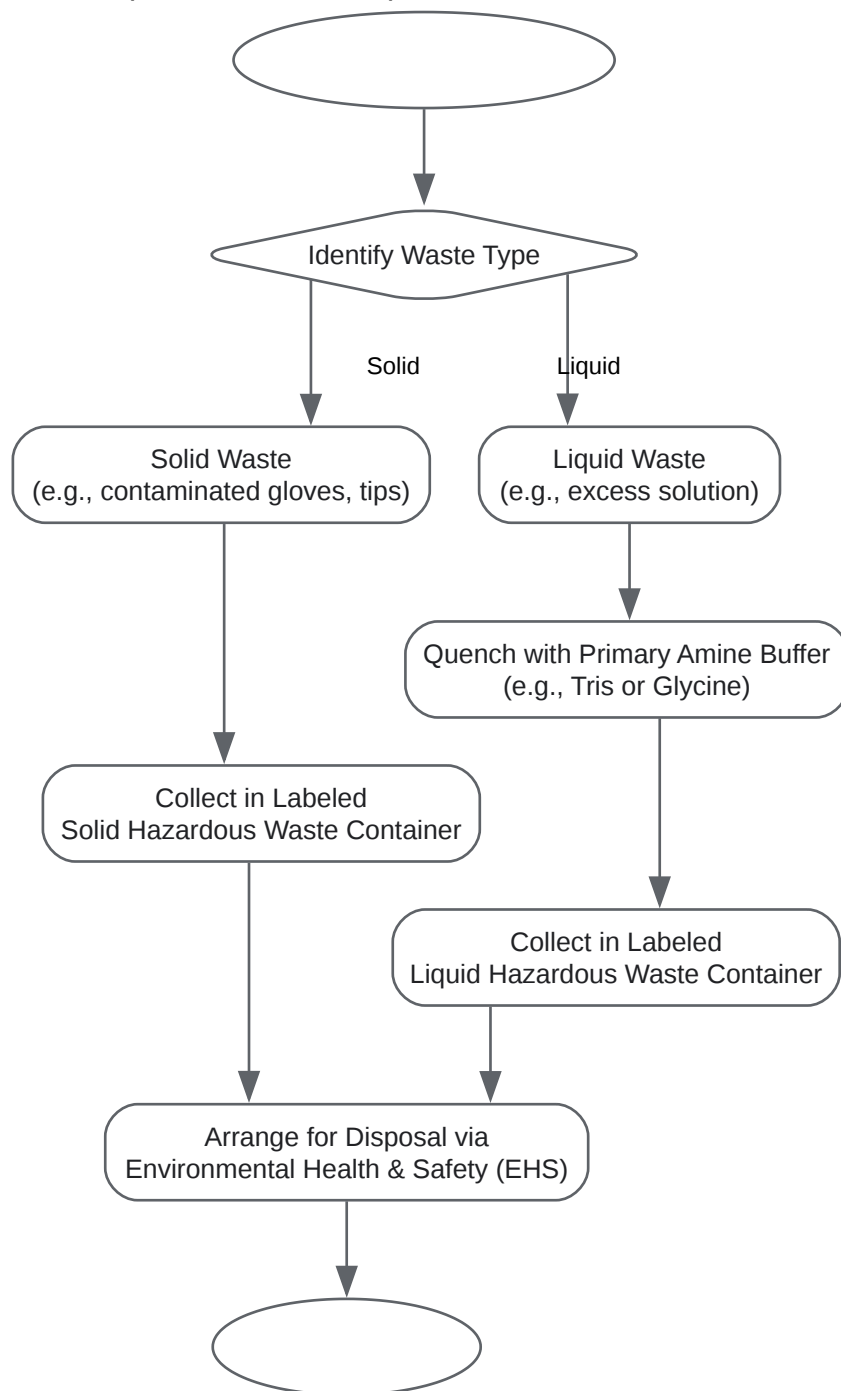 Identify Waste Type
Solid
Liquid
Solid Waste
(e.g., contaminated gloves, tips)
Liquid Waste
(e.g., excess solution)
Quench with Primary Amine Buffer
(e.g., Tris or Glycine)
Collect in Labeled
Solid Hazardous Waste Container
Collect in Labeled
Liquid Hazardous Waste Container
Arrange for Disposal via
Environmental Health & Safety (EHS)